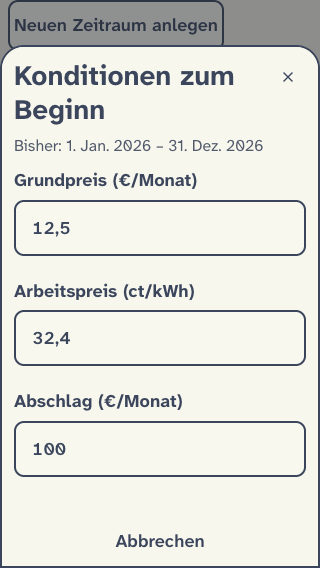 Neuen Zeitraum anlegen
Konditionen zum
Beginn
×
Bisher: 1. Jan. 2026 – 31. Dez. 2026
Grundpreis (€/Monat)
12,5
Arbeitspreis (ct/kWh)
32,4
Abschlag (€/Monat)
100
Abbrechen